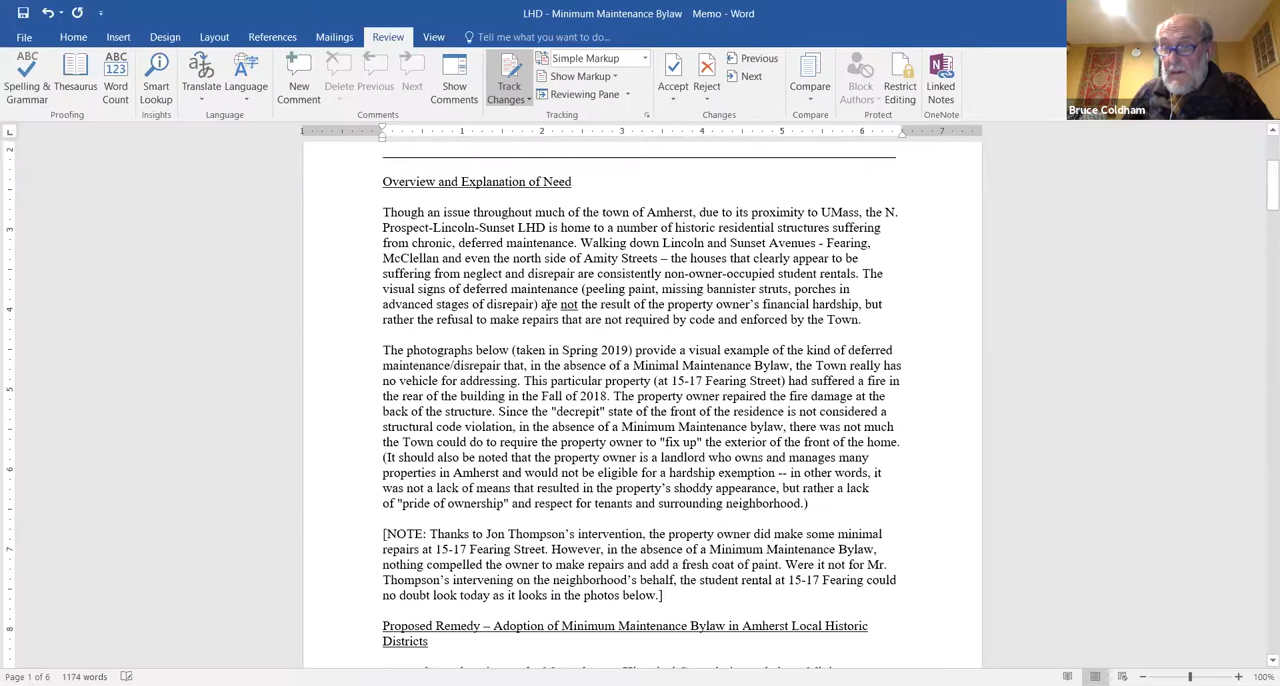 LHD - Minimum Maintenance Bylaw   Memo - Word
File Home Insert Design Layout References Mailings Review View Tell me what you want to do...
ABC Spelling & Grammar
Thesaurus
ABC 123 Word Count
Smart Lookup
Translate
Language
New Comment
Delete
Previous
Next
Show Comments
Track Changes
Simple Markup
Show Markup
Reviewing Pane
Accept
Reject
Previous
Next
Compare
Block Authors
Restrict Editing
Linked Notes
Proofing Insights Language Comments Tracking Changes Compare Protect OneNote
Bruce Coldham
1 1 2 3 4 5 6 7
2
3
4
5
6
7
8
Overview and Explanation of Need
Though an issue throughout much of the town of Amherst, due to its proximity to UMass, the N.
Prospect-Lincoln-Sunset LHD is home to a number of historic residential structures suffering
from chronic, deferred maintenance. Walking down Lincoln and Sunset Avenues - Fearing,
McClellan and even the north side of Amity Streets – the houses that clearly appear to be
suffering from neglect and disrepair are consistently non-owner-occupied student rentals. The
visual signs of deferred maintenance (peeling paint, missing bannister struts, porches in
advanced stages of disrepair) are not the result of the property owner's financial hardship, but
rather the refusal to make repairs that are not required by code and enforced by the Town.
The photographs below (taken in Spring 2019) provide a visual example of the kind of deferred
maintenance/disrepair that, in the absence of a Minimal Maintenance Bylaw, the Town really has
no vehicle for addressing. This particular property (at 15-17 Fearing Street) had suffered a fire in
the rear of the building in the Fall of 2018. The property owner repaired the fire damage at the
back of the structure. Since the "decrepit" state of the front of the residence is not considered a
structural code violation, in the absence of a Minimum Maintenance bylaw, there was not much
the Town could do to require the property owner to "fix up" the exterior of the front of the home.
(It should also be noted that the property owner is a landlord who owns and manages many
properties in Amherst and would not be eligible for a hardship exemption -- in other words, it
was not a lack of means that resulted in the property's shoddy appearance, but rather a lack
of "pride of ownership" and respect for tenants and surrounding neighborhood.)
[NOTE: Thanks to Jon Thompson's intervention, the property owner did make some minimal
repairs at 15-17 Fearing Street. However, in the absence of a Minimum Maintenance Bylaw,
nothing compelled the owner to make repairs and add a fresh coat of paint. Were it not for Mr.
Thompson's intervening on the neighborhood's behalf, the student rental at 15-17 Fearing could
no doubt look today as it looks in the photos below.]
Proposed Remedy – Adoption of Minimum Maintenance Bylaw in Amherst Local Historic
Districts
Page 1 of 6 1174 words 100%